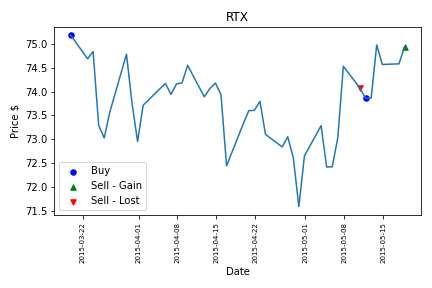 RTX
Price $
75.0
74.5
74.0
73.5
73.0
72.5
72.0
71.5
Buy
Sell - Gain
Sell - Lost
2015-03-22
2015-04-01
2015-04-08
2015-04-15
2015-04-22
2015-05-01
2015-05-08
2015-05-15
Date